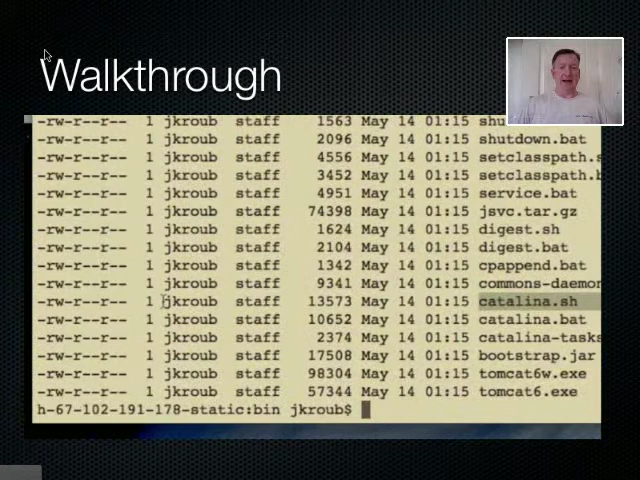 Walkthrough
-rw-r--r-- 1 jkroub staff 1563 May 14 01:15
-rw-r--r-- 1 jkroub staff 2096 May 14 01:15 shutdown.bat
-rw-r--r-- 1 jkroub staff 4556 May 14 01:15 setclasspath.s
-rw-r--r-- 1 jkroub staff 3452 May 14 01:15 setclasspath.b
-rw-r--r-- 1 jkroub staff 4951 May 14 01:15 service.bat
-rw-r--r-- 1 jkroub staff 74398 May 14 01:15 jsvc.tar.gz
-rw-r--r-- 1 jkroub staff 1624 May 14 01:15 digest.sh
-rw-r--r-- 1 jkroub staff 2104 May 14 01:15 digest.bat
-rw-r--r-- 1 jkroub staff 1342 May 14 01:15 cpappend.bat
-rw-r--r-- 1 jkroub staff 9341 May 14 01:15 commons-daemon
-rw-r--r-- 1 jkroub staff 13573 May 14 01:15 catalina.sh
-rw-r--r-- 1 jkroub staff 10652 May 14 01:15 catalina.bat
-rw-r--r-- 1 jkroub staff 2374 May 14 01:15 catalina-tasks
-rw-r--r-- 1 jkroub staff 17508 May 14 01:15 bootstrap.jar
-rw-r--r-- 1 jkroub staff 98304 May 14 01:15 tomcat6w.exe
-rw-r--r-- 1 jkroub staff 57344 May 14 01:15 tomcat6.exe
h-67-102-191-178-static:bin jkroub$